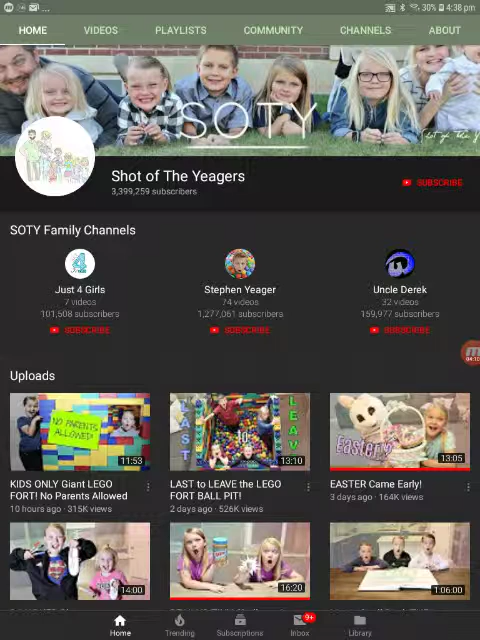 30% 4:38 pm
HOME VIDEOS PLAYLISTS COMMUNITY CHANNELS ABOUT
SOTY
Shot of The Yeagers
3,399,259 subscribers
SUBSCRIBE
SOTY Family Channels
Just 4 Girls Stephen Yeager Uncle Derek
7 videos 74 videos 32 videos
101,508 subscribers 1,277,061 subscribers 159,977 subscribers
SUBSCRIBE SUBSCRIBE SUBSCRIBE
04:10
Uploads
NO PARENTS ALLOWED!
11:53
LAST
LEAVE
13:10
Easter
13:05
KIDS ONLY Giant LEGO FORT! No Parents Allowed
10 hours ago · 315K views
LAST to LEAVE the LEGO FORT BALL PIT!
2 days ago · 526K views
EASTER Came Early!
3 days ago · 164K views
14:00 16:20 1:06:00
9+
Home Trending Subscriptions Inbox Library